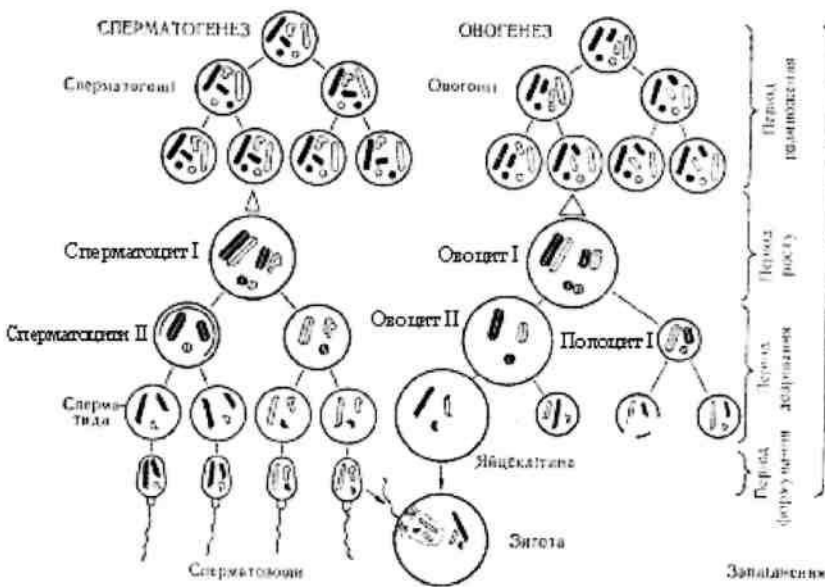 СПЕРМАТОГЕНЕЗ
ОВОГЕНЕЗ
Сперматогонії
Овогонії
Період
розмноження
Сперматоцит I
Овоцит I
Період
росту
Сперматоцити II
Овоцит II
Полоцит I
Період
дозрівання
Сперма-
тида
Яйцеклітина
Період
формування
Зигота
Сперматозоїди
Запліднення